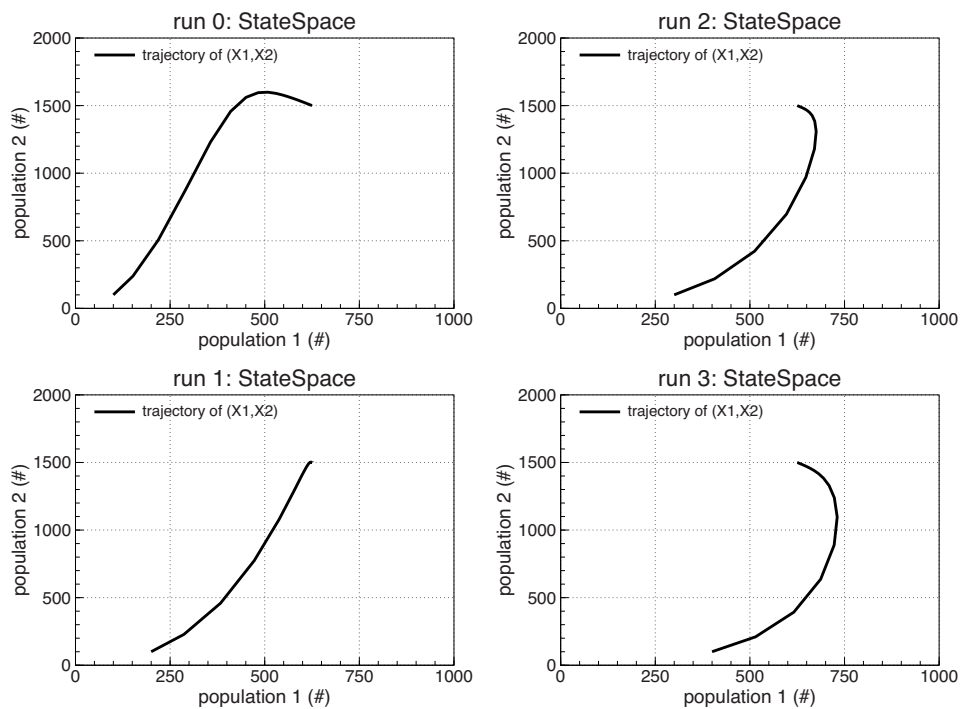 run 0: StateSpace
2000
1500
1000
500
0
population 2 (#)
trajectory of (X1,X2)
0 250 500 750 1000
population 1 (#)
run 2: StateSpace
2000
1500
1000
500
0
population 2 (#)
trajectory of (X1,X2)
0 250 500 750 1000
population 1 (#)
run 1: StateSpace
2000
1500
1000
500
0
population 2 (#)
trajectory of (X1,X2)
0 250 500 750 1000
population 1 (#)
run 3: StateSpace
2000
1500
1000
500
0
population 2 (#)
trajectory of (X1,X2)
0 250 500 750 1000
population 1 (#)